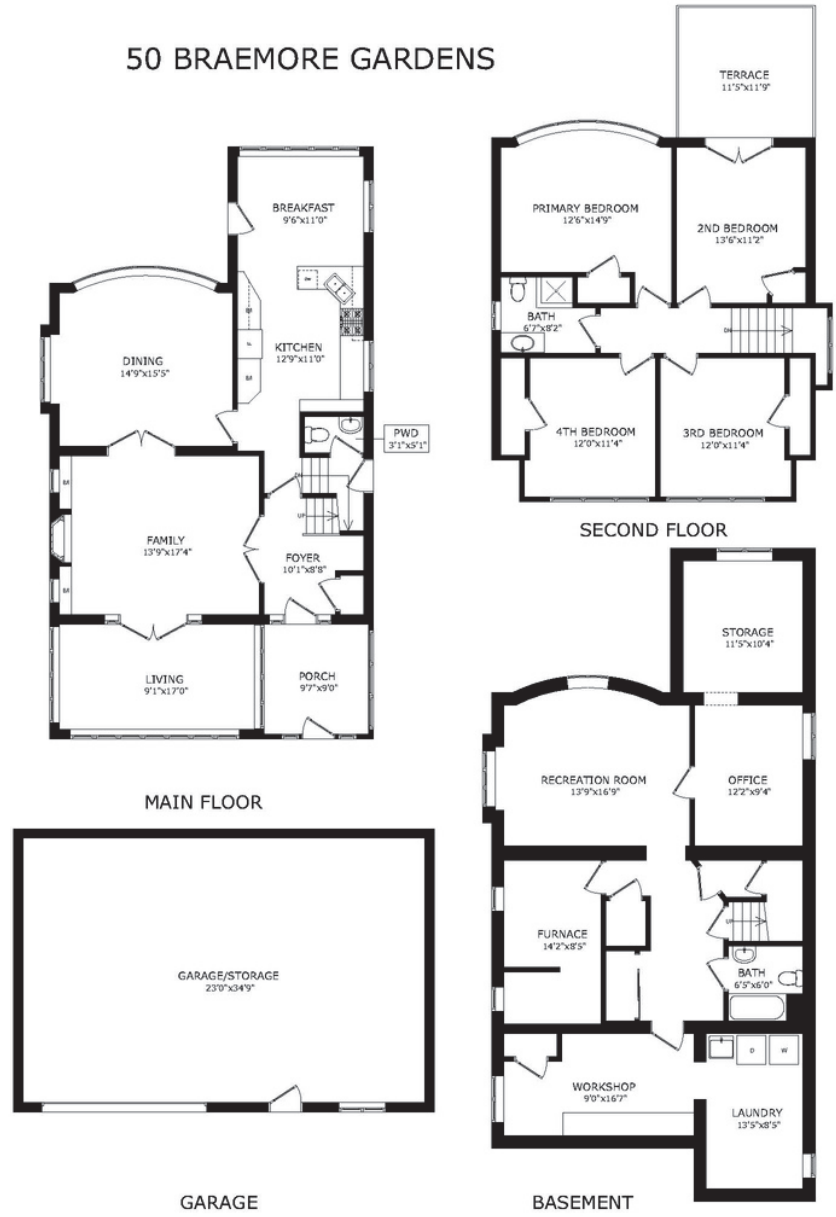 50 BRAEMORE GARDENS
TERRACE
11'5"x11'9"
BREAKFAST
9'6"x11'0"
KITCHEN
12'9"x11'0"
DINING
14'9"x15'5"
PWD
3'1"x5'1"
DN
UP
FAMILY
13'9"x17'4"
FOYER
10'1"x8'8"
LIVING
9'1"x17'0"
PORCH
9'7"x9'0"
MAIN FLOOR
PRIMARY BEDROOM
12'6"x14'9"
2ND BEDROOM
13'6"x11'2"
BATH
6'7"x8'2"
DN
4TH BEDROOM
12'0"x11'4"
3RD BEDROOM
12'0"x11'4"
SECOND FLOOR
GARAGE/STORAGE
23'0"x34'9"
GARAGE
STORAGE
11'5"x10'4"
RECREATION ROOM
13'9"x16'9"
OFFICE
12'2"x9'4"
FURNACE
14'2"x8'5"
UP
BATH
6'5"x6'0"
D
W
WORKSHOP
9'0"x16'7"
LAUNDRY
13'5"x8'5"
BASEMENT